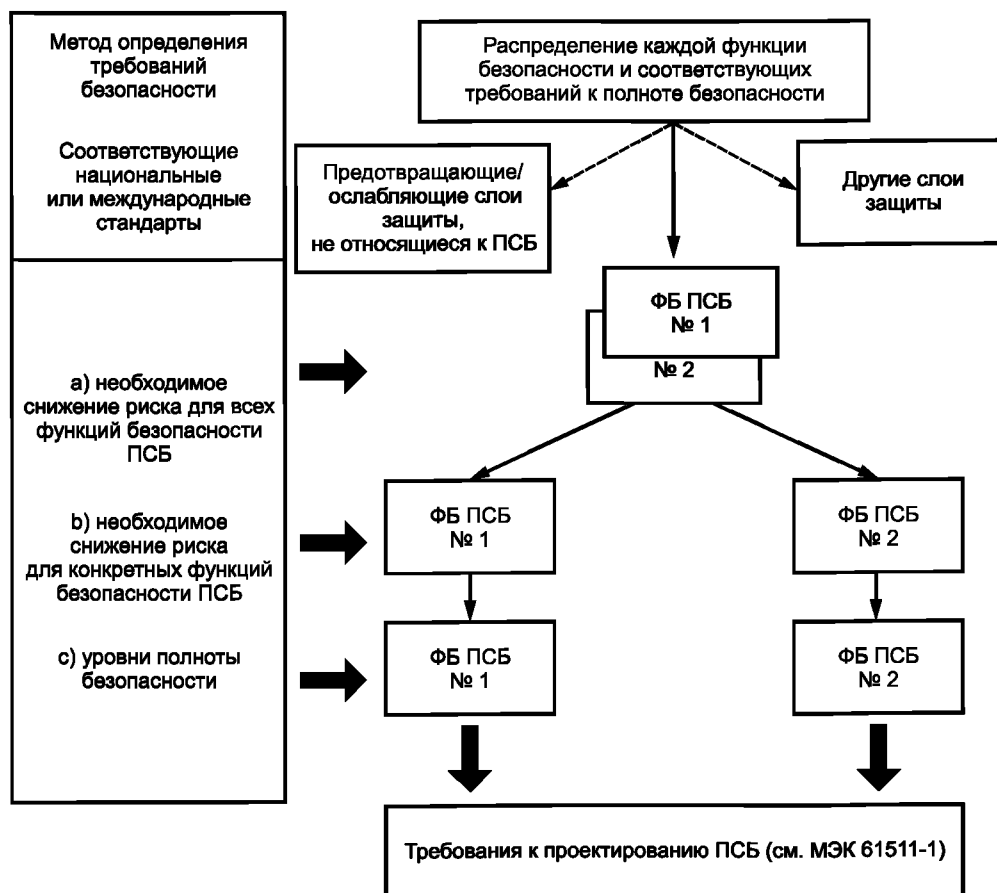 Метод определения
требований
безопасности
Соответствующие
национальные
или международные
стандарты
a) необходимое
снижение риска для всех
функций безопасности
ПСБ
b) необходимое
снижение риска
для конкретных функций
безопасности ПСБ
c) уровни полноты
безопасности
Распределение каждой функции
безопасности и соответствующих
требований к полноте безопасности
Предотвращающие/
ослабляющие слои
защиты,
не относящиеся к ПСБ
Другие слои
защиты
ФБ ПСБ
№ 1
№ 2
ФБ ПСБ
№ 1
ФБ ПСБ
№ 2
ФБ ПСБ
№ 1
ФБ ПСБ
№ 2
Требования к проектированию ПСБ (см. МЭК 61511-1)